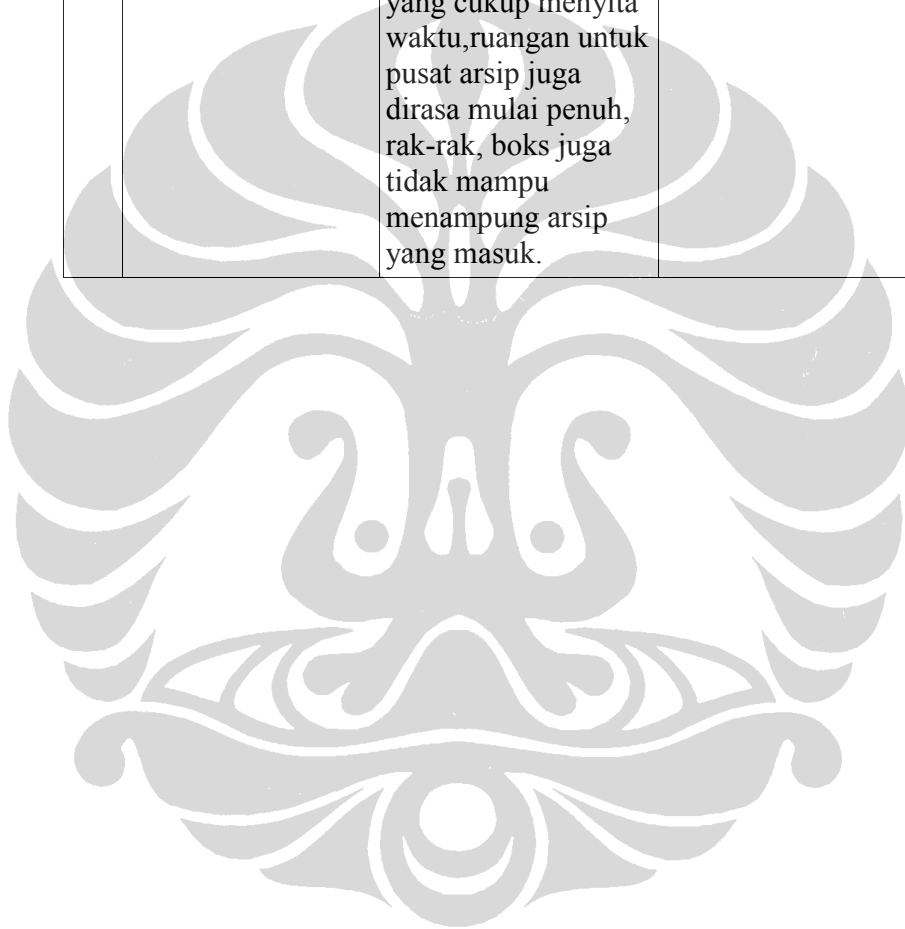 yang cukup menyita
waktu,ruangan untuk
pusat arsip juga
dirasa mulai penuh,
rak-rak, boks juga
tidak mampu
menampung arsip
yang masuk.